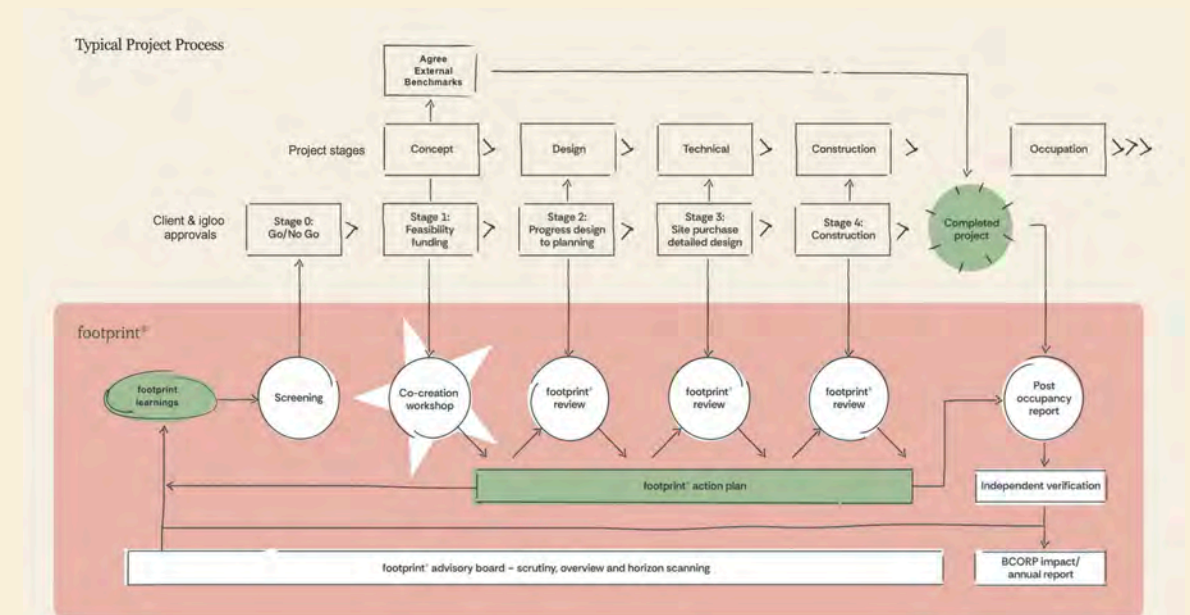 Typical Project Process
Agree
External
Benchmarks
Project stages
Concept
Design
Technical
Construction
Occupation
Client & igloo
approvals
Stage 0:
Go/No Go
Stage 1:
Feasibility
funding
Stage 2:
Progress design
to planning
Stage 3:
Site purchase
detailed design
Stage 4:
Construction
Completed
project
footprint®
footprint
learnings
Screening
Co-creation
workshop
footprint®
review
footprint®
review
footprint®
review
Post
occupancy
report
footprint® action plan
Independent verification
footprint® advisory board – scrutiny, overview and horizon scanning
BCORP impact/
annual report